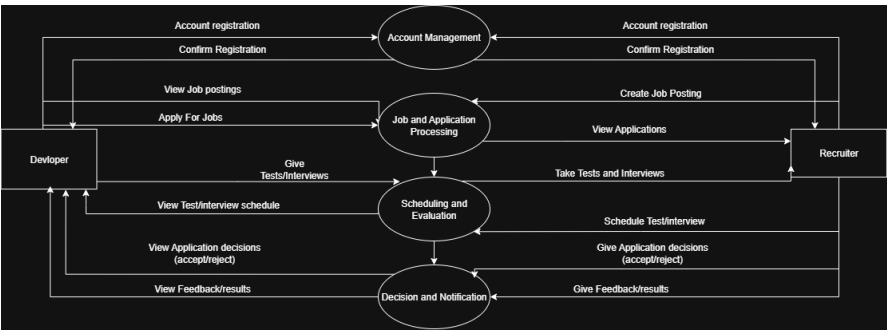 Account registration
Account registration
Account Management
Confirm Registration
Confirm Registration
View Job postings
Create Job Posting
Apply For Jobs
Job and Application
Processing
View Applications
Devloper
Recruiter
Give
Tests/Interviews
Take Tests and Interviews
View Test/interview schedule
Scheduling and
Evaluation
Schedule Test/interview
View Application decisions
(accept/reject)
Give Application decisions
(accept/reject)
View Feedback/results
Decision and Notification
Give Feedback/results